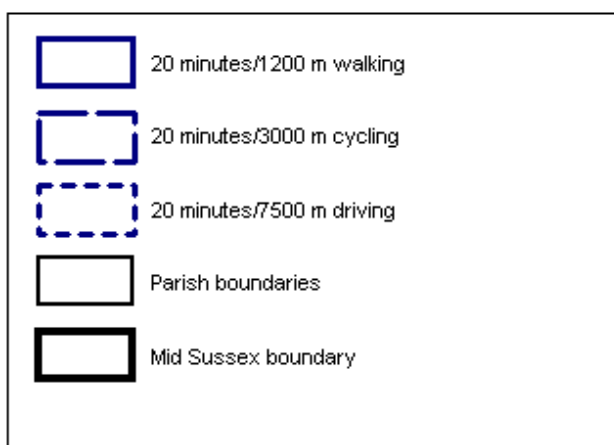 20 minutes/1200 m walking
20 minutes/3000 m cycling
20 minutes/7500 m driving
Parish boundaries
Mid Sussex boundary